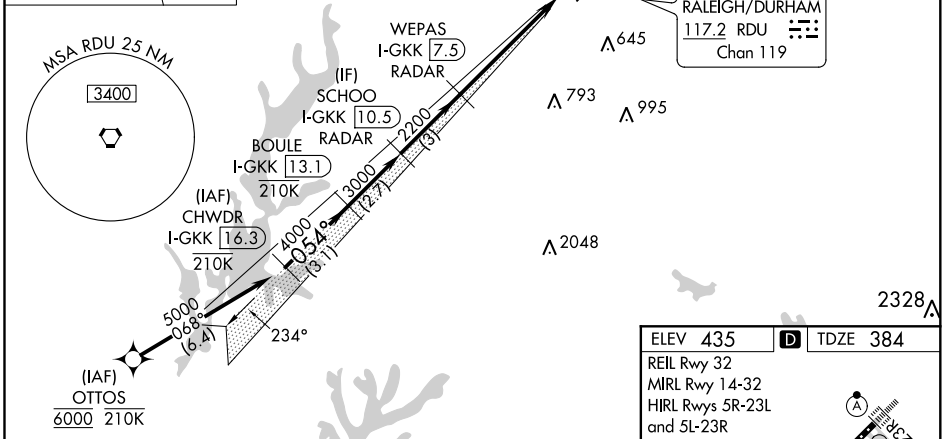 MSA RDU 25 NM
3400
RALEIGH/DURHAM
117.2 RDU
Chan 119
WEPAS
I-GKK 7.5
RADAR
(IF)
SCHOO
I-GKK 10.5
RADAR
BOULE
I-GKK 13.1
210K
(IAF)
CHWDR
I-GKK 16.3
210K
645
793
995
2048
2328
2200
(3)
3000
(2.7)
4000
054°
(3.1)
5000
068°
(6.4)
234°
(IAF)
OTTOS
6000 210K
ELEV 435 D TDZE 384
REIL Rwy 32
MIRL Rwy 14-32
HIRL Rwys 5R-23L
and 5L-23R
A
23R